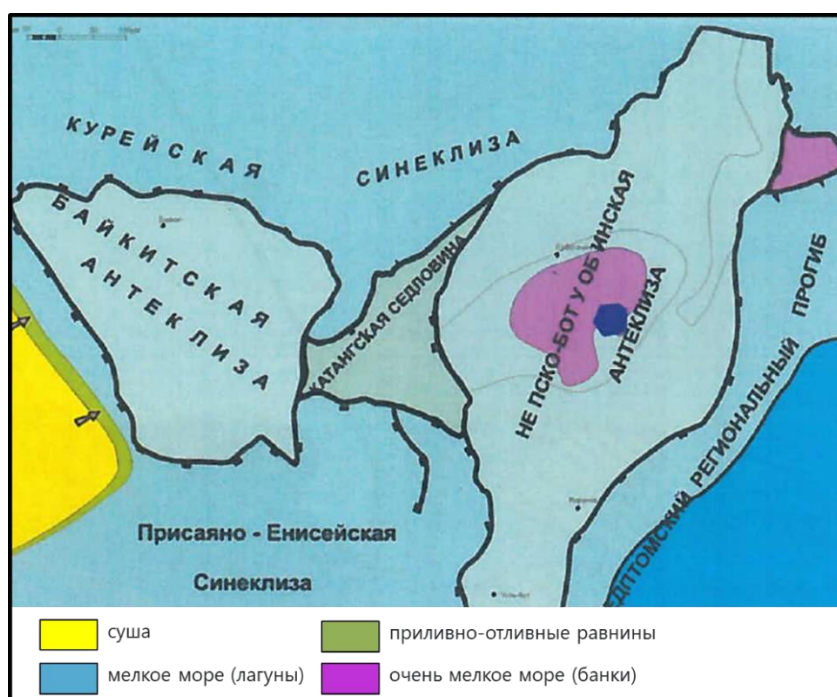 КУРЕЙСКАЯ
СИНЕКЛИЗА
БАЙКИТСКАЯ
АНТЕКЛИЗА
КАТАНГСКАЯ СЕДЛОВИНА
НЕПСКО-БОТУОБИНСКАЯ
АНТЕКЛИЗА
ПРОГИБ
РЕГИОНАЛЬНЫЙ
ЕДПТОМСКИЙ
Присаяно - Енисейская
Синеклиза
суша
приливно-отливные равнины
мелкое море (лагуны)
очень мелкое море (банки)